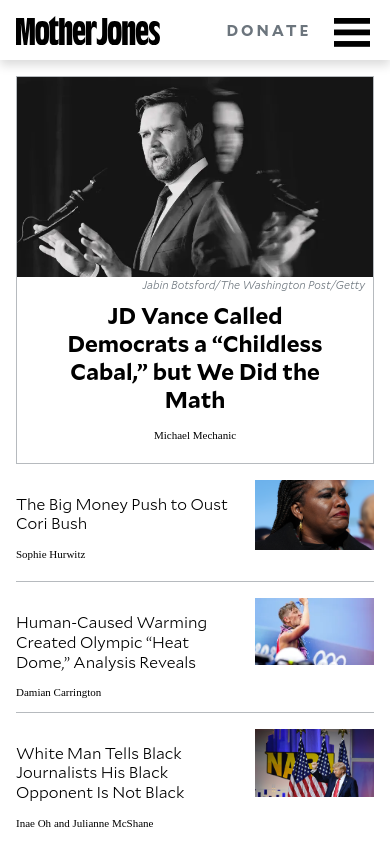 Mother Jones
DONATE
Jabin Botsford/The Washington Post/Getty
JD Vance Called
Democrats a “Childless
Cabal,” but We Did the
Math
Michael Mechanic
The Big Money Push to Oust
Cori Bush
Sophie Hurwitz
Human-Caused Warming
Created Olympic “Heat
Dome,” Analysis Reveals
Damian Carrington
White Man Tells Black
Journalists His Black
Opponent Is Not Black
Inae Oh and Julianne McShane